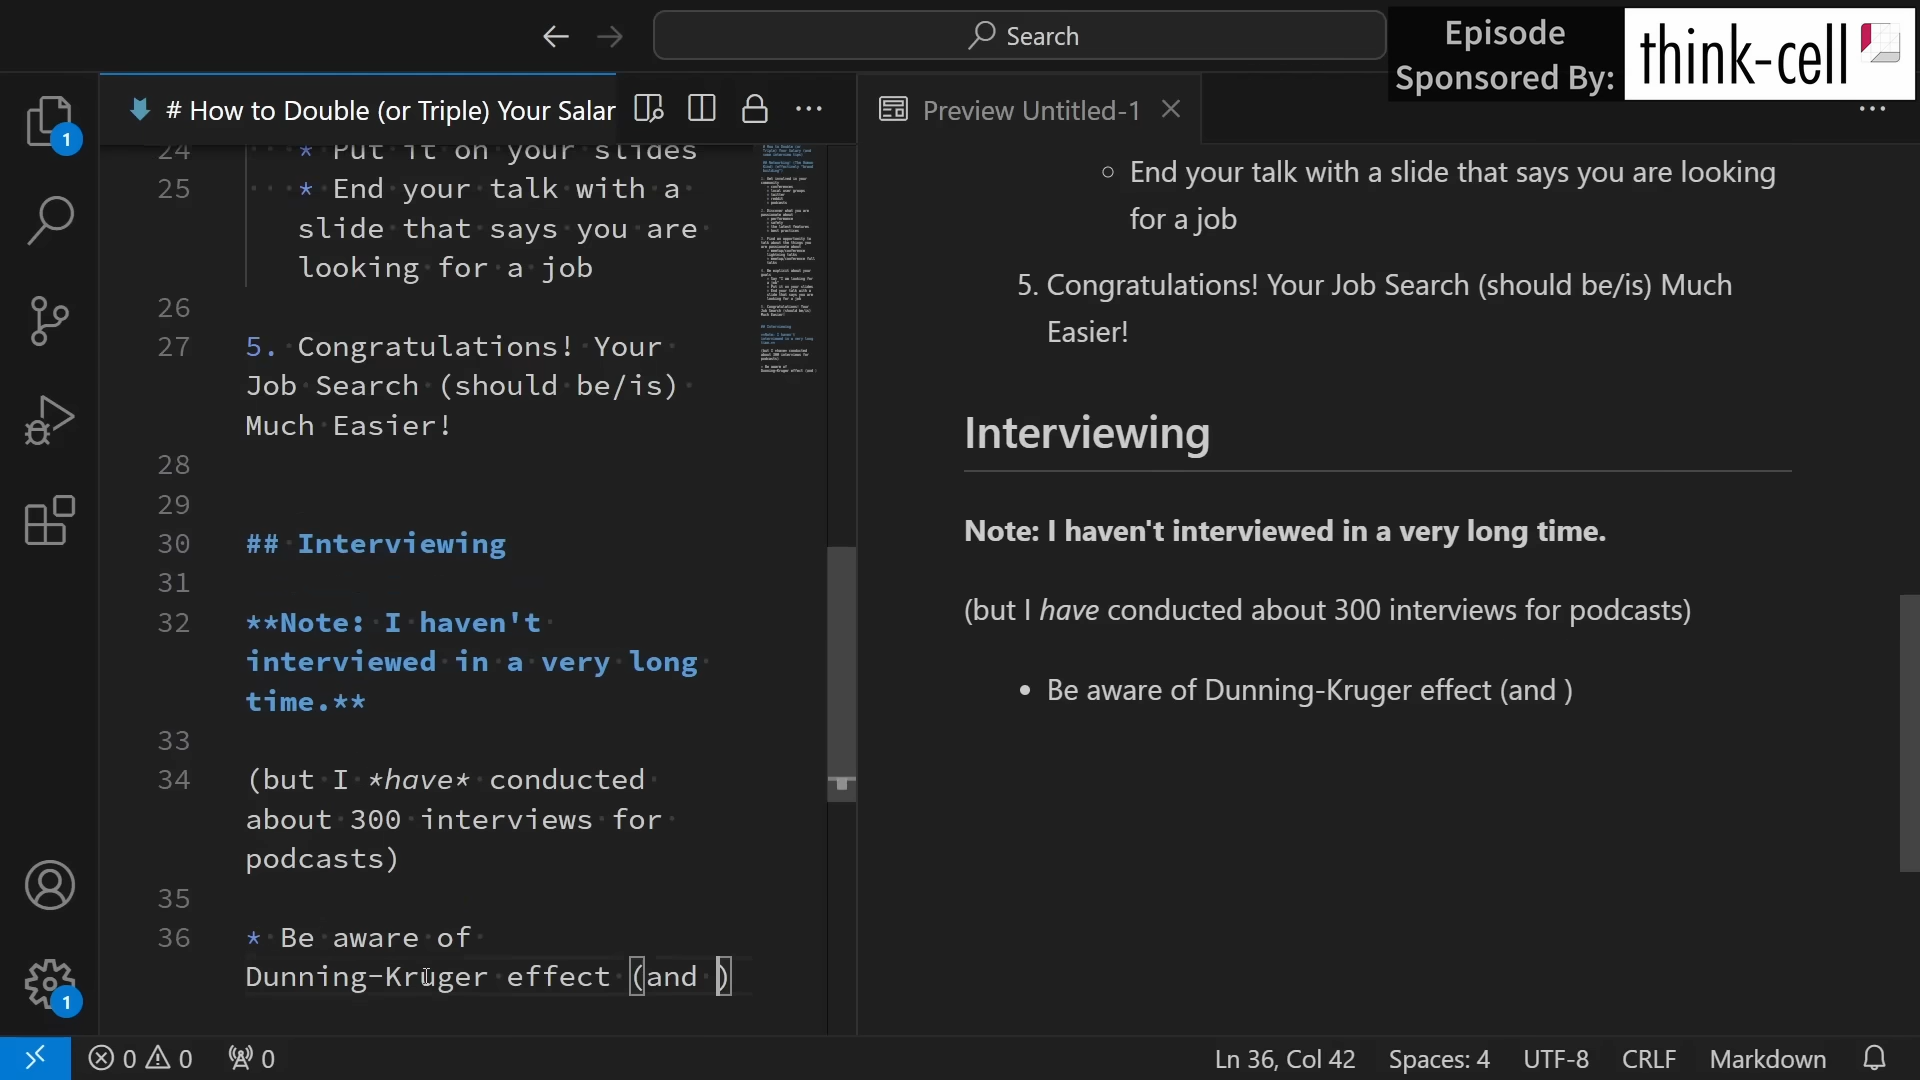 Search
Episode
Sponsored By:
think-cell
# How to Double (or Triple) Your Salar
Preview Untitled-1
1
24 * Put it on your slides
25 * End your talk with a
slide that says you are
looking for a job
26
27 5. Congratulations! Your
Job Search (should be/is)
Much Easier!
28
29
30 ## Interviewing
31
32 **Note: I haven't
interviewed in a very long
time.**
33
34 (but I *have* conducted
about 300 interviews for
podcasts)
35
36 * Be aware of
Dunning-Kruger effect (and )
End your talk with a slide that says you are looking
for a job
5. Congratulations! Your Job Search (should be/is) Much
Easier!
Interviewing
Note: I haven't interviewed in a very long time.
(but I have conducted about 300 interviews for podcasts)
• Be aware of Dunning-Kruger effect (and )
1
0 0 0
Ln 36, Col 42 Spaces: 4 UTF-8 CRLF Markdown